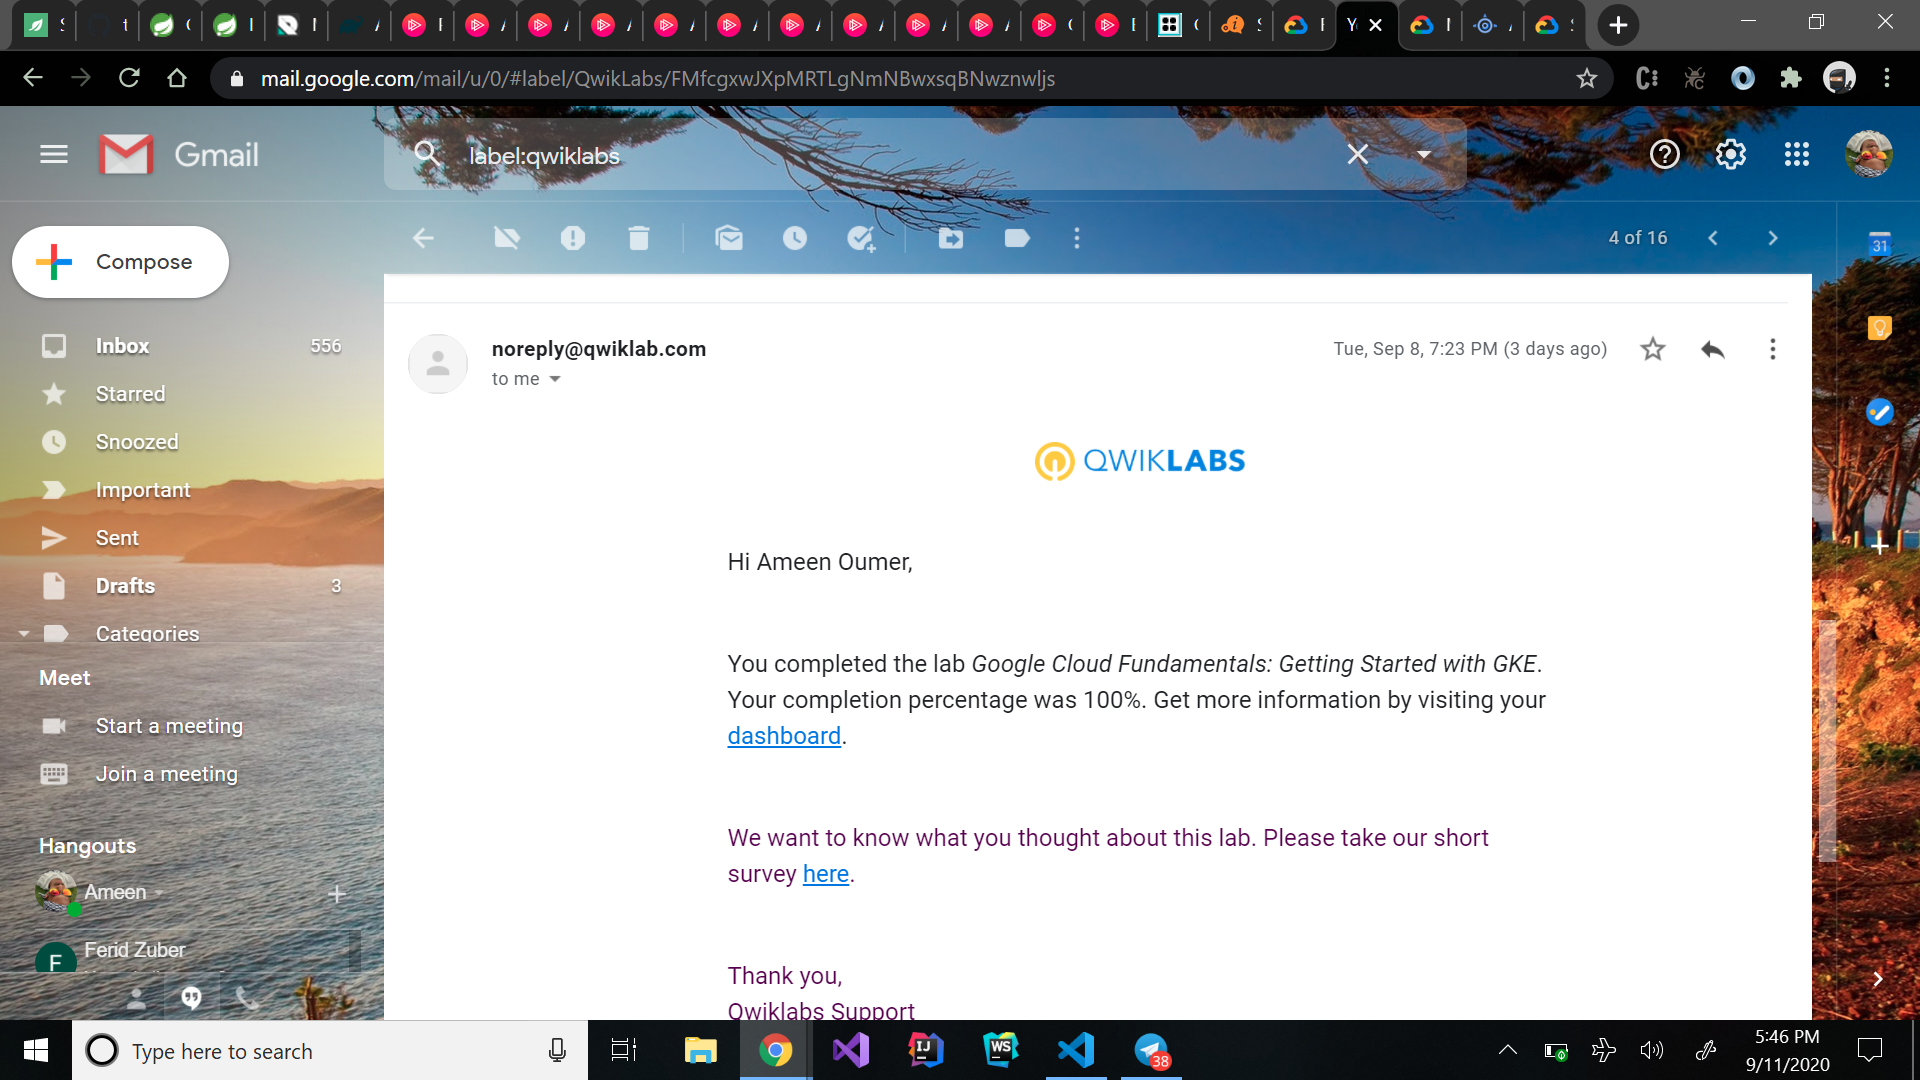 mail.google.com/mail/u/0/#label/QwikLabs/FMfcgxwJXpMRTLgNmNBwxsqBNwznwljs
Gmail
label:qwiklabs
Compose
4 of 16
31
Inbox 556
Starred
Snoozed
Important
Sent
Drafts 3
Categories
Meet
Start a meeting
Join a meeting
Hangouts
Ameen
F Ferid Zuber
noreply@qwiklab.com
Tue, Sep 8, 7:23 PM (3 days ago)
to me
QWIKLABS
Hi Ameen Oumer,
You completed the lab Google Cloud Fundamentals: Getting Started with GKE.
Your completion percentage was 100%. Get more information by visiting your
dashboard.
We want to know what you thought about this lab. Please take our short
survey here.
Thank you,
Qwiklabs Support
Type here to search
IJ
WS
38
5:46 PM
9/11/2020